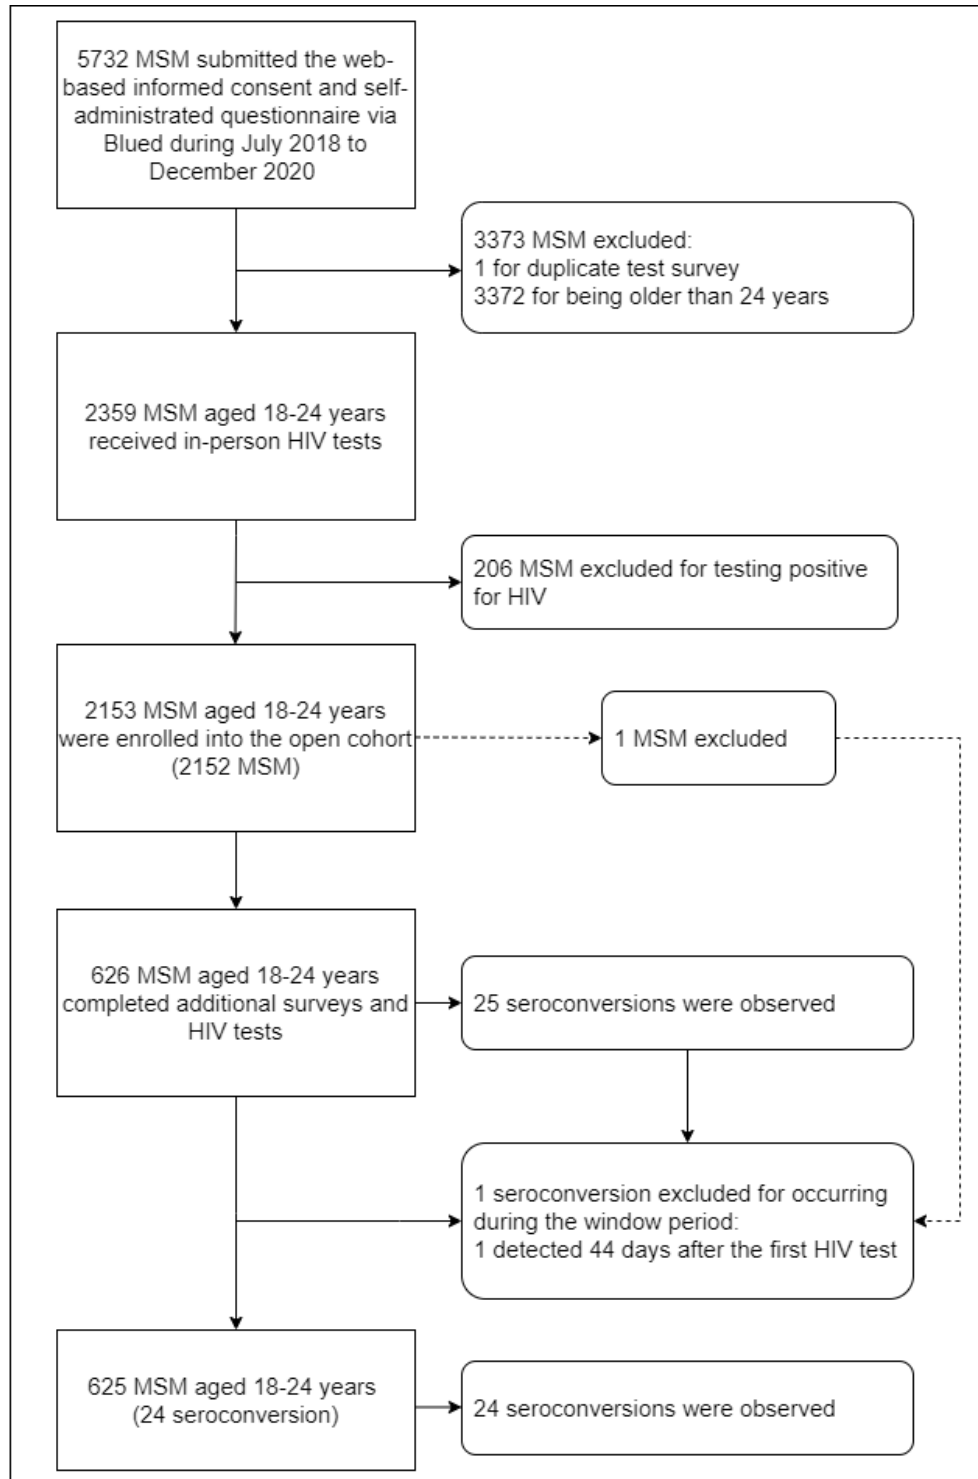 5732 MSM submitted the web-
based informed consent and self-
administrated questionnaire via
Blued during July 2018 to
December 2020
3373 MSM excluded:
1 for duplicate test survey
3372 for being older than 24 years
2359 MSM aged 18-24 years
received in-person HIV tests
206 MSM excluded for testing positive
for HIV
2153 MSM aged 18-24 years
were enrolled into the open cohort
(2152 MSM)
1 MSM excluded
626 MSM aged 18-24 years
completed additional surveys and
HIV tests
25 seroconversions were observed
1 seroconversion excluded for occurring
during the window period:
1 detected 44 days after the first HIV test
625 MSM aged 18-24 years
(24 seroconversion)
24 seroconversions were observed